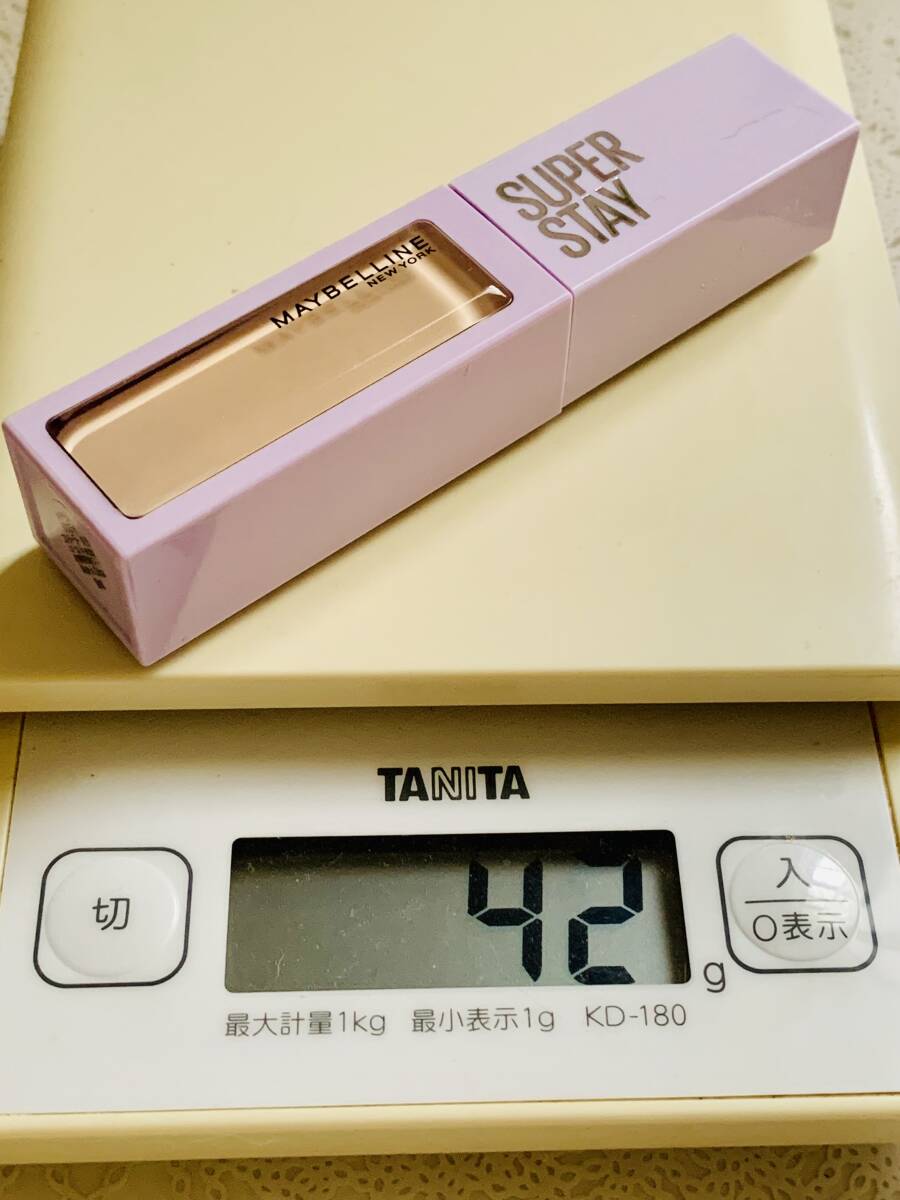 SUPER
STAY
MAYBELLINE
NEW YORK
TANITA
切
42 g
入
0表示
最大計量1kg 最小表示1g KD-180